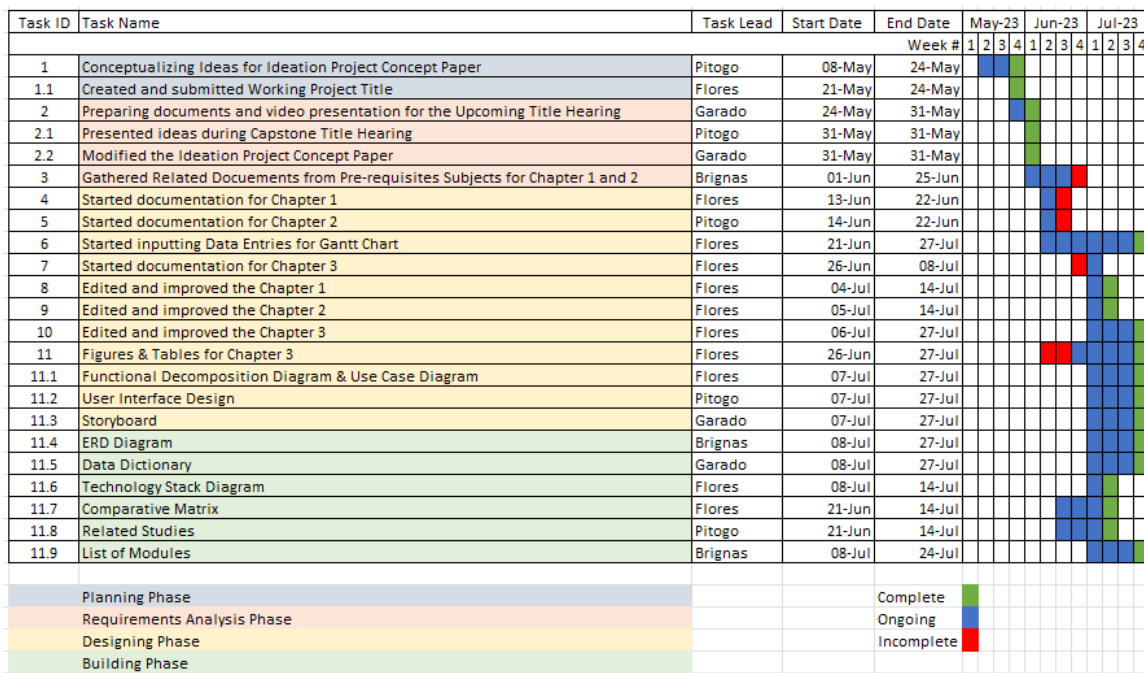 Task ID Task Name Task Lead Start Date End Date May-23 Jun-23 Jul-23
Week # 1 2 3 4 1 2 3 4 1 2 3 4
1 Conceptualizing Ideas for Ideation Project Concept Paper Pitogo 08-May 24-May
1.1 Created and submitted Working Project Title Flores 21-May 24-May
2 Preparing documents and video presentation for the Upcoming Title Hearing Garado 24-May 31-May
2.1 Presented ideas during Capstone Title Hearing Pitogo 31-May 31-May
2.2 Modified the Ideation Project Concept Paper Garado 31-May 31-May
3 Gathered Related Docuements from Pre-requisites Subjects for Chapter 1 and 2 Brignas 01-Jun 25-Jun
4 Started documentation for Chapter 1 Flores 13-Jun 22-Jun
5 Started documentation for Chapter 2 Pitogo 14-Jun 22-Jun
6 Started inputting Data Entries for Gantt Chart Flores 21-Jun 27-Jul
7 Started documentation for Chapter 3 Flores 26-Jun 08-Jul
8 Edited and improved the Chapter 1 Flores 04-Jul 14-Jul
9 Edited and improved the Chapter 2 Flores 05-Jul 14-Jul
10 Edited and improved the Chapter 3 Flores 06-Jul 27-Jul
11 Figures & Tables for Chapter 3 Flores 26-Jun 27-Jul
11.1 Functional Decomposition Diagram & Use Case Diagram Flores 07-Jul 27-Jul
11.2 User Interface Design Pitogo 07-Jul 27-Jul
11.3 Storyboard Garado 07-Jul 27-Jul
11.4 ERD Diagram Brignas 08-Jul 27-Jul
11.5 Data Dictionary Garado 08-Jul 27-Jul
11.6 Technology Stack Diagram Flores 08-Jul 14-Jul
11.7 Comparative Matrix Flores 21-Jun 14-Jul
11.8 Related Studies Pitogo 21-Jun 14-Jul
11.9 List of Modules Brignas 08-Jul 24-Jul
Planning Phase Complete
Requirements Analysis Phase Ongoing
Designing Phase Incomplete
Building Phase